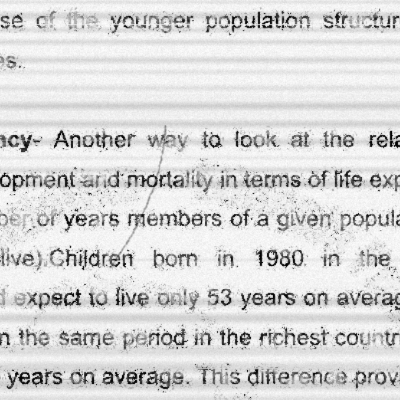 se of the younger population structur
es.
ncy- Another way to look at the rela
opment and mortality in terms of life exp
ber of years members of a given popula
live).Children born in 1980 in the
d expect to live only 53 years on averag
n the same period in the richest countr
years on average. This difference prov